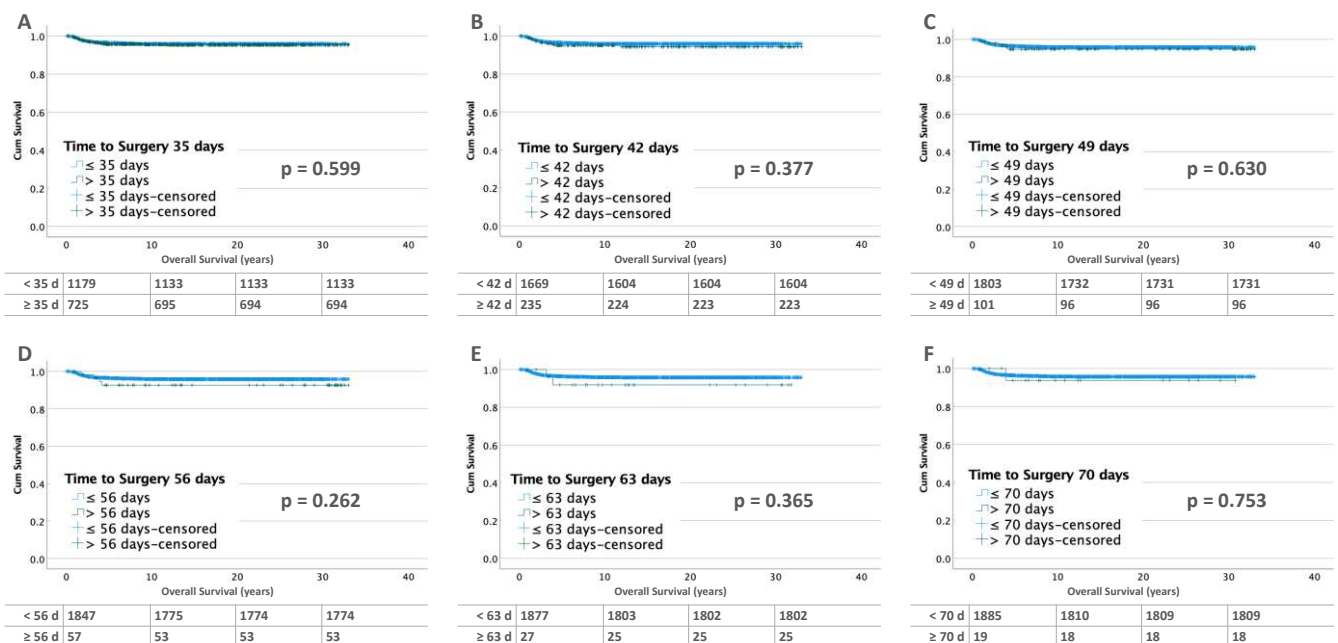 A
1.0
0.8
0.6
0.4
0.2
0.0
Cum Survival
Time to Surgery 35 days
≤ 35 days
> 35 days
≤ 35 days-censored
> 35 days-censored
p = 0.599
0 10 20 30 40
Overall Survival (years)
< 35 d 1179 1133 1133 1133
≥ 35 d 725 695 694 694
B
1.0
0.8
0.6
0.4
0.2
0.0
Cum Survival
Time to Surgery 42 days
≤ 42 days
> 42 days
≤ 42 days-censored
> 42 days-censored
p = 0.377
0 10 20 30 40
Overall Survival (years)
< 42 d 1669 1604 1604 1604
≥ 42 d 235 224 223 223
C
1.0
0.8
0.6
0.4
0.2
0.0
Cum Survival
Time to Surgery 49 days
≤ 49 days
> 49 days
≤ 49 days-censored
> 49 days-censored
p = 0.630
0 10 20 30 40
Overall Survival (years)
< 49 d 1803 1732 1731 1731
≥ 49 d 101 96 96 96
D
1.0
0.8
0.6
0.4
0.2
0.0
Cum Survival
Time to Surgery 56 days
≤ 56 days
> 56 days
≤ 56 days-censored
> 56 days-censored
p = 0.262
0 10 20 30 40
Overall Survival (years)
< 56 d 1847 1775 1774 1774
≥ 56 d 57 53 53 53
E
1.0
0.8
0.6
0.4
0.2
0.0
Cum Survival
Time to Surgery 63 days
≤ 63 days
> 63 days
≤ 63 days-censored
> 63 days-censored
p = 0.365
0 10 20 30 40
Overall Survival (years)
< 63 d 1877 1803 1802 1802
≥ 63 d 27 25 25 25
F
1.0
0.8
0.6
0.4
0.2
0.0
Cum Survival
Time to Surgery 70 days
≤ 70 days
> 70 days
≤ 70 days-censored
> 70 days-censored
p = 0.753
0 10 20 30 40
Overall Survival (years)
< 70 d 1885 1810 1809 1809
≥ 70 d 19 18 18 18